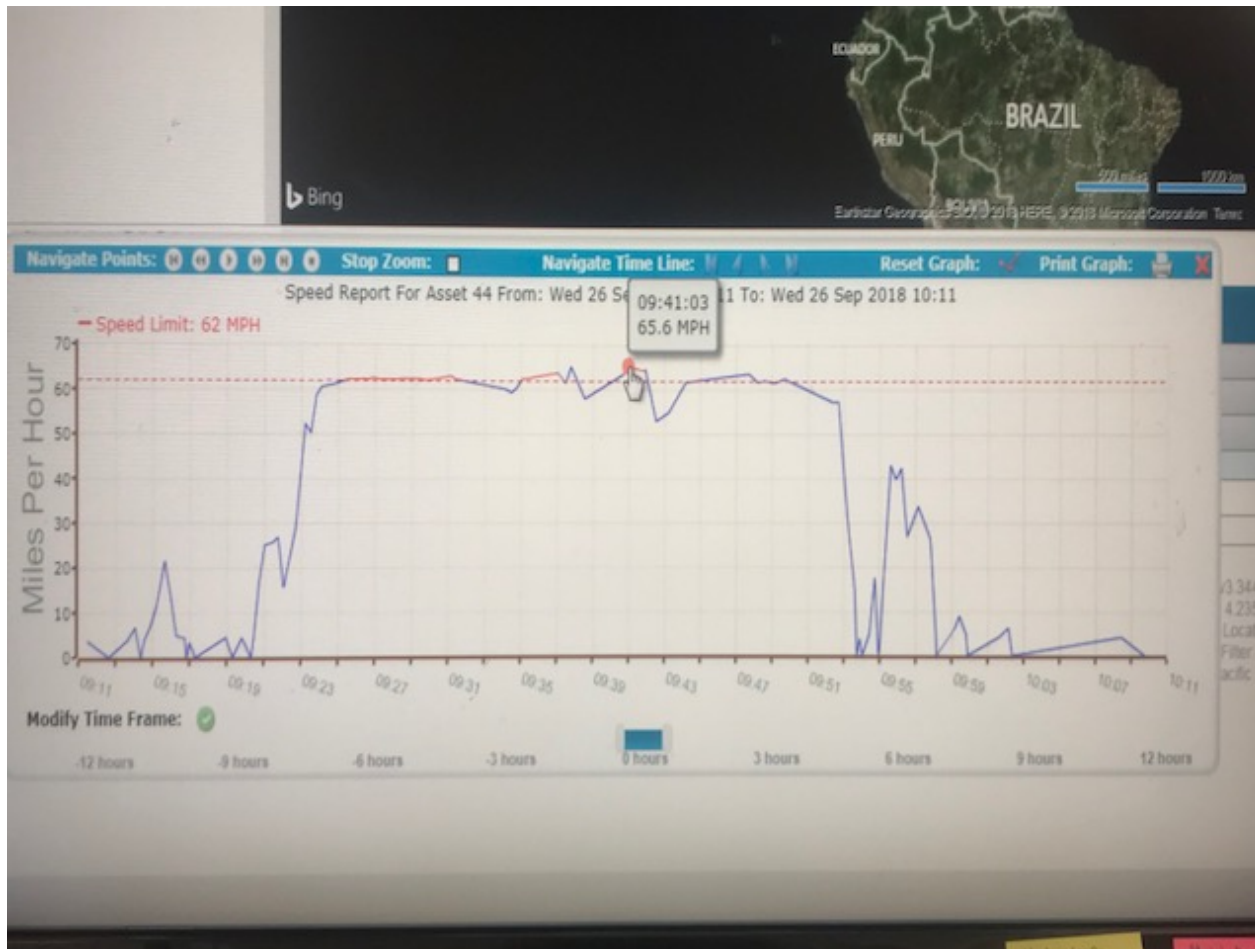 ECUADOR
BRAZIL
PERU
Bing
500 miles 1000 km
Navigate Points: Stop Zoom: Navigate Time Line: Reset Graph: Print Graph:
Speed Report For Asset 44 From: Wed 26 11 To: Wed 26 Sep 2018 10:11
09:41:03
65.6 MPH
Speed Limit: 62 MPH
Miles Per Hour
70
60
50
40
30
20
10
0
09:11 09:15 09:19 09:23 09:27 09:31 09:35 09:39 09:43 09:47 09:51 09:55 09:59 10:03 10:07 10:11
Modify Time Frame:
-12 hours -9 hours -6 hours -3 hours 0 hours 3 hours 6 hours 9 hours 12 hours